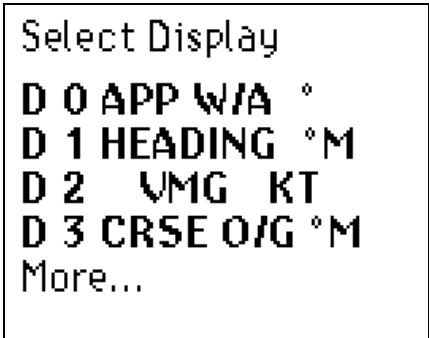 Select Display
D 0 APP W/A °
D 1 HEADING °M
D 2 VMG KT
D 3 CRSE O/G °M
More...